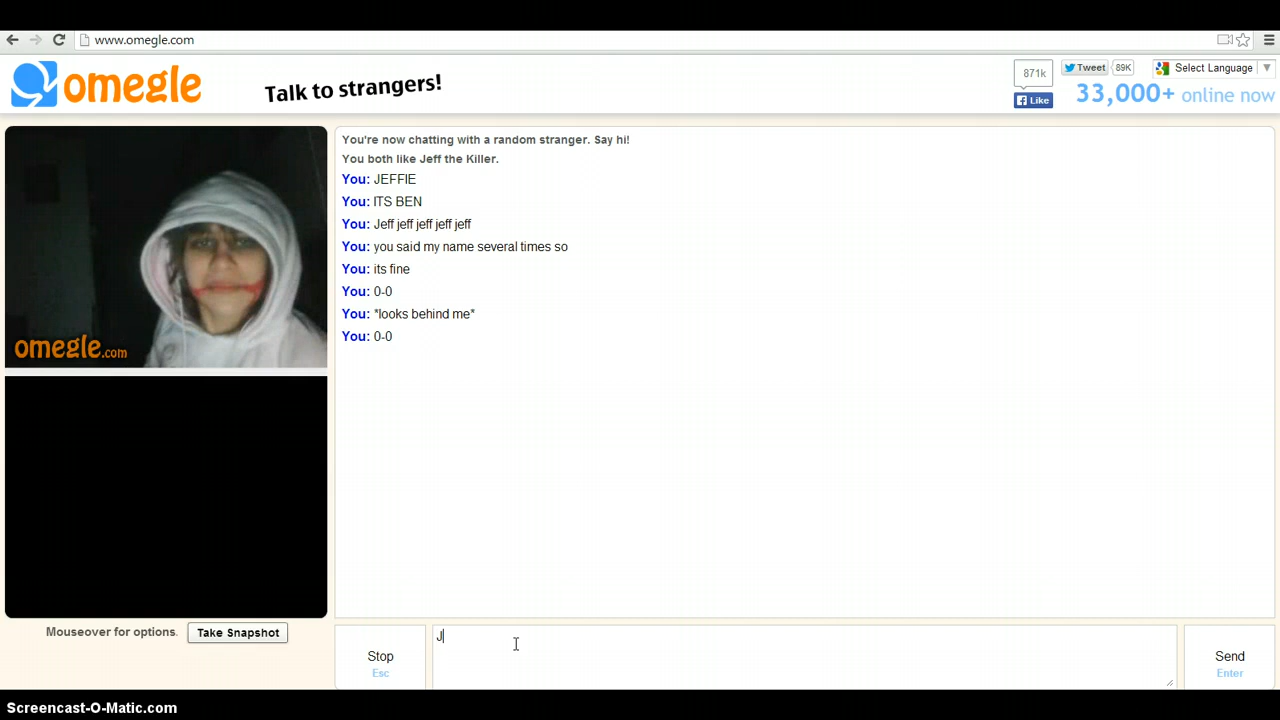 www.omegle.com
omegle
Talk to strangers!
871k
Like
Tweet
89K
Select Language
33,000+ online now
You're now chatting with a random stranger. Say hi!
You both like Jeff the Killer.
You: JEFFIE
You: ITS BEN
You: Jeff jeff jeff jeff jeff
You: you said my name several times so
You: its fine
You: 0-0
You: *looks behind me*
You: 0-0
omegle.com
Mouseover for options.
Take Snapshot
Stop
Esc
J
Send
Enter
Screencast-O-Matic.com